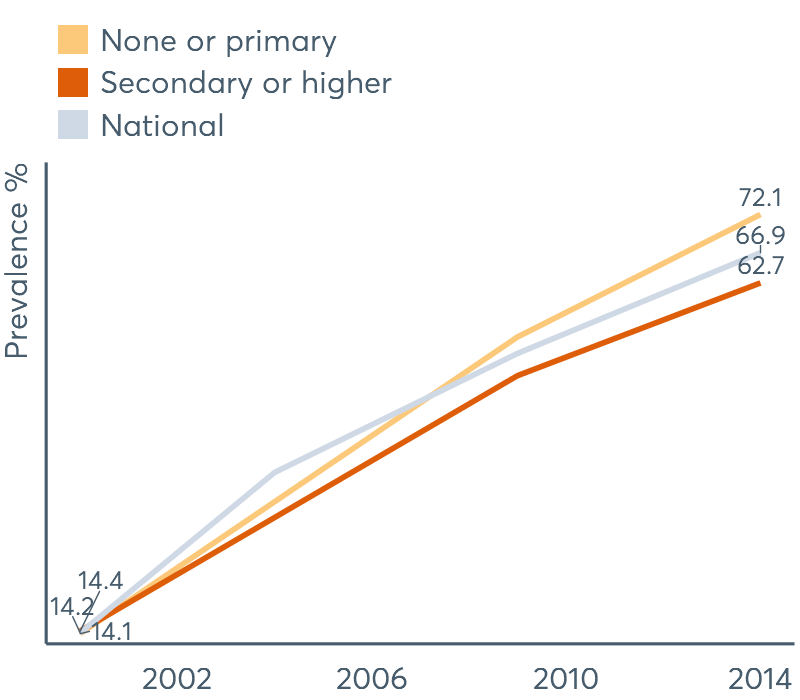 None or primary
Secondary or higher
National
Prevalence %
72.1
66.9
62.7
14.4
14.2
14.1
2002 2006 2010 2014